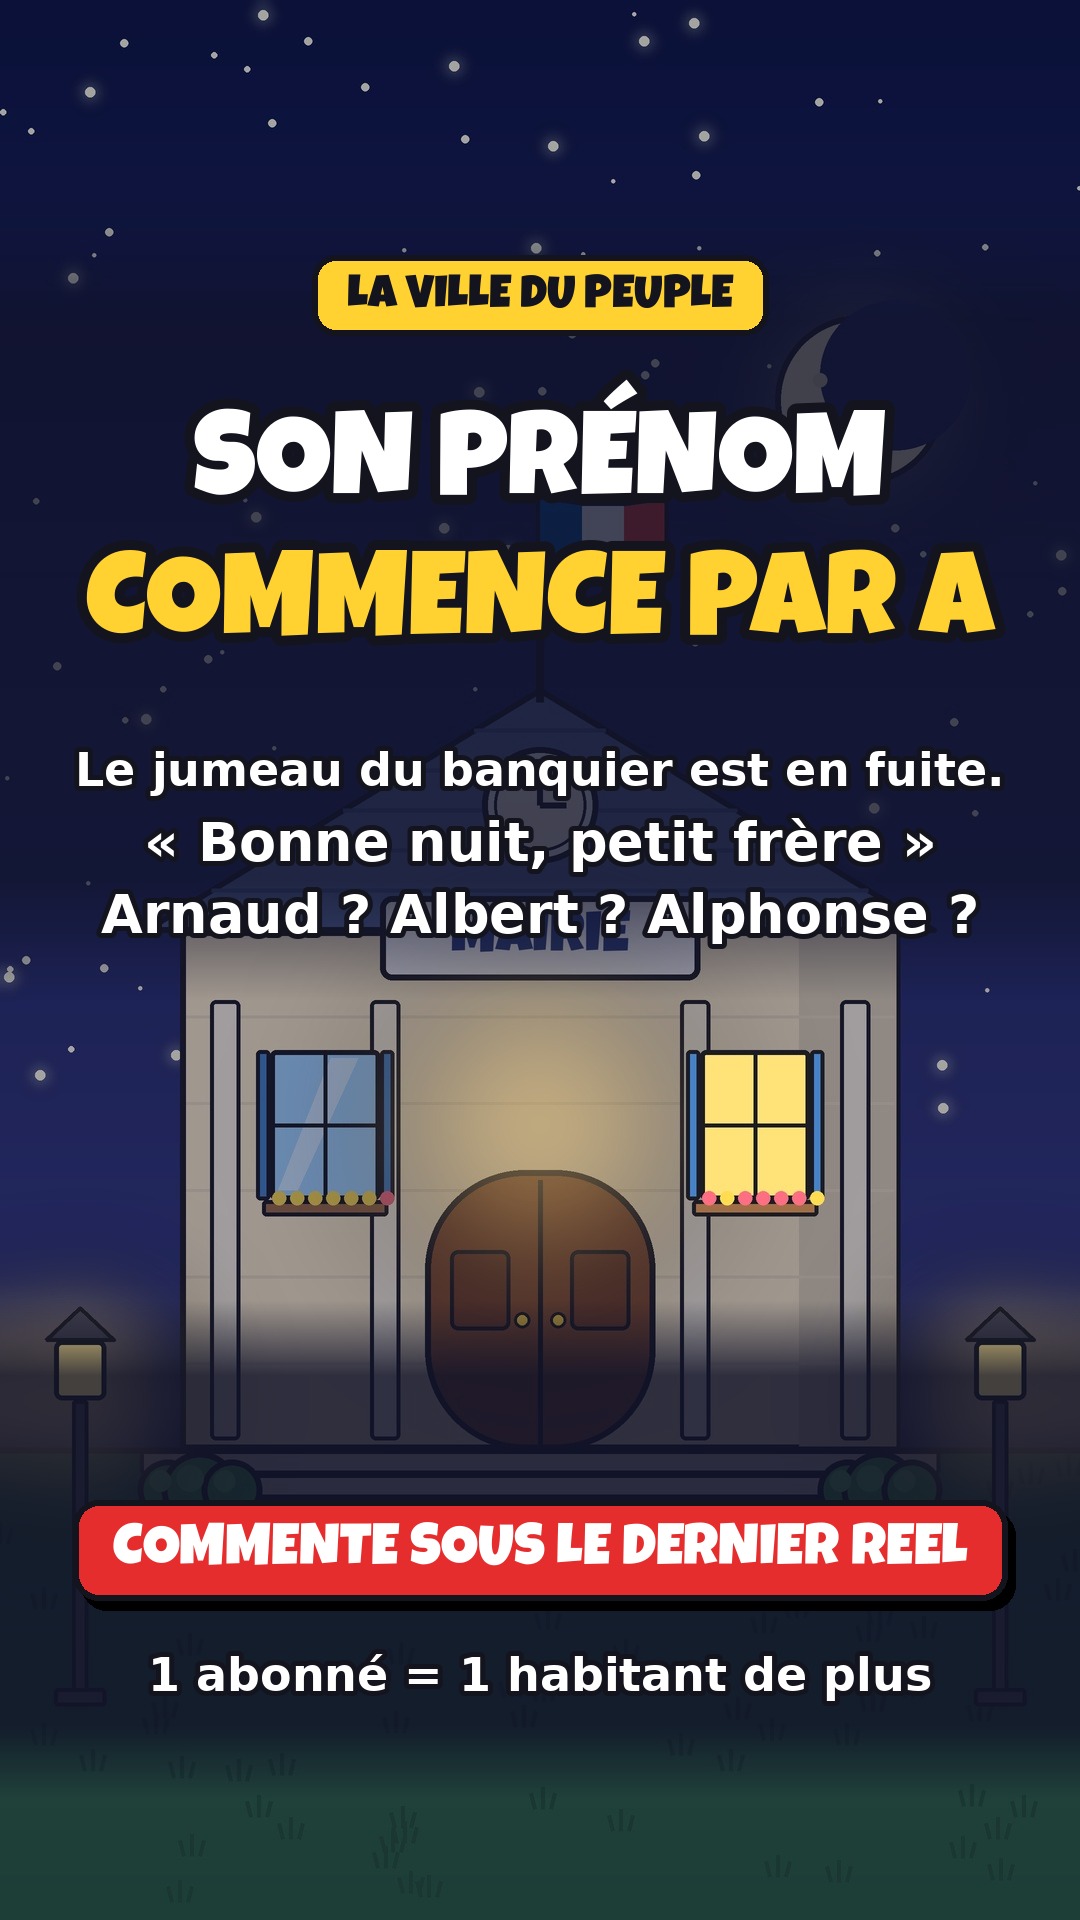 LA VILLE DU PEUPLE
SON PRÉNOM
COMMENCE PAR A
Le jumeau du banquier est en fuite.
« Bonne nuit, petit frère »
Arnaud ? Albert ? Alphonse ?
MAIRIE
COMMENTE SOUS LE DERNIER REEL
1 abonné = 1 habitant de plus